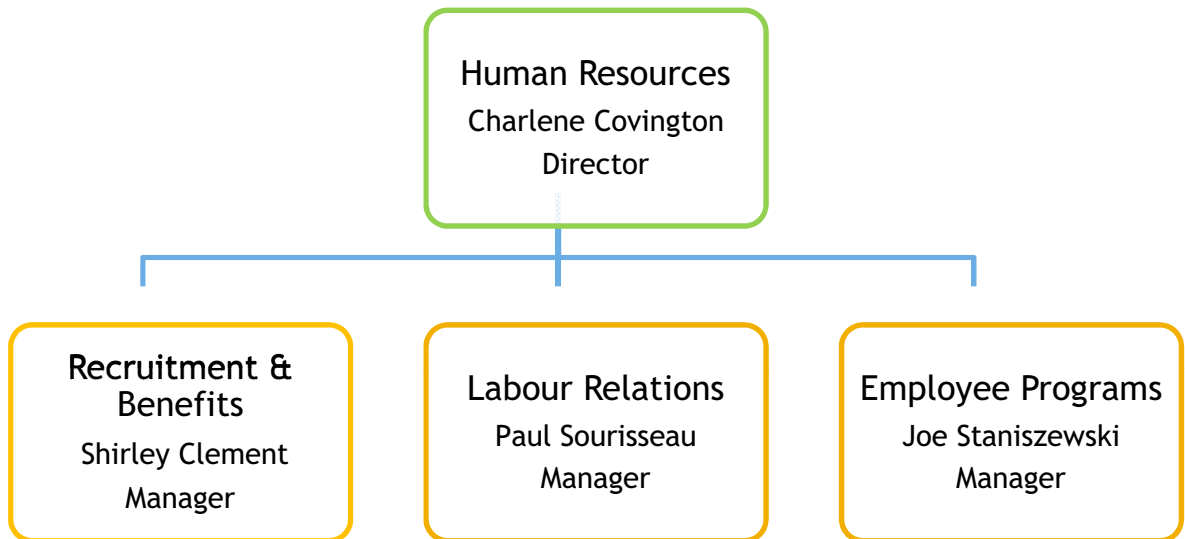 Human Resources
Charlene Covington
Director
Recruitment &
Benefits
Shirley Clement
Manager
Labour Relations
Paul Sourisseau
Manager
Employee Programs
Joe Staniszewski
Manager